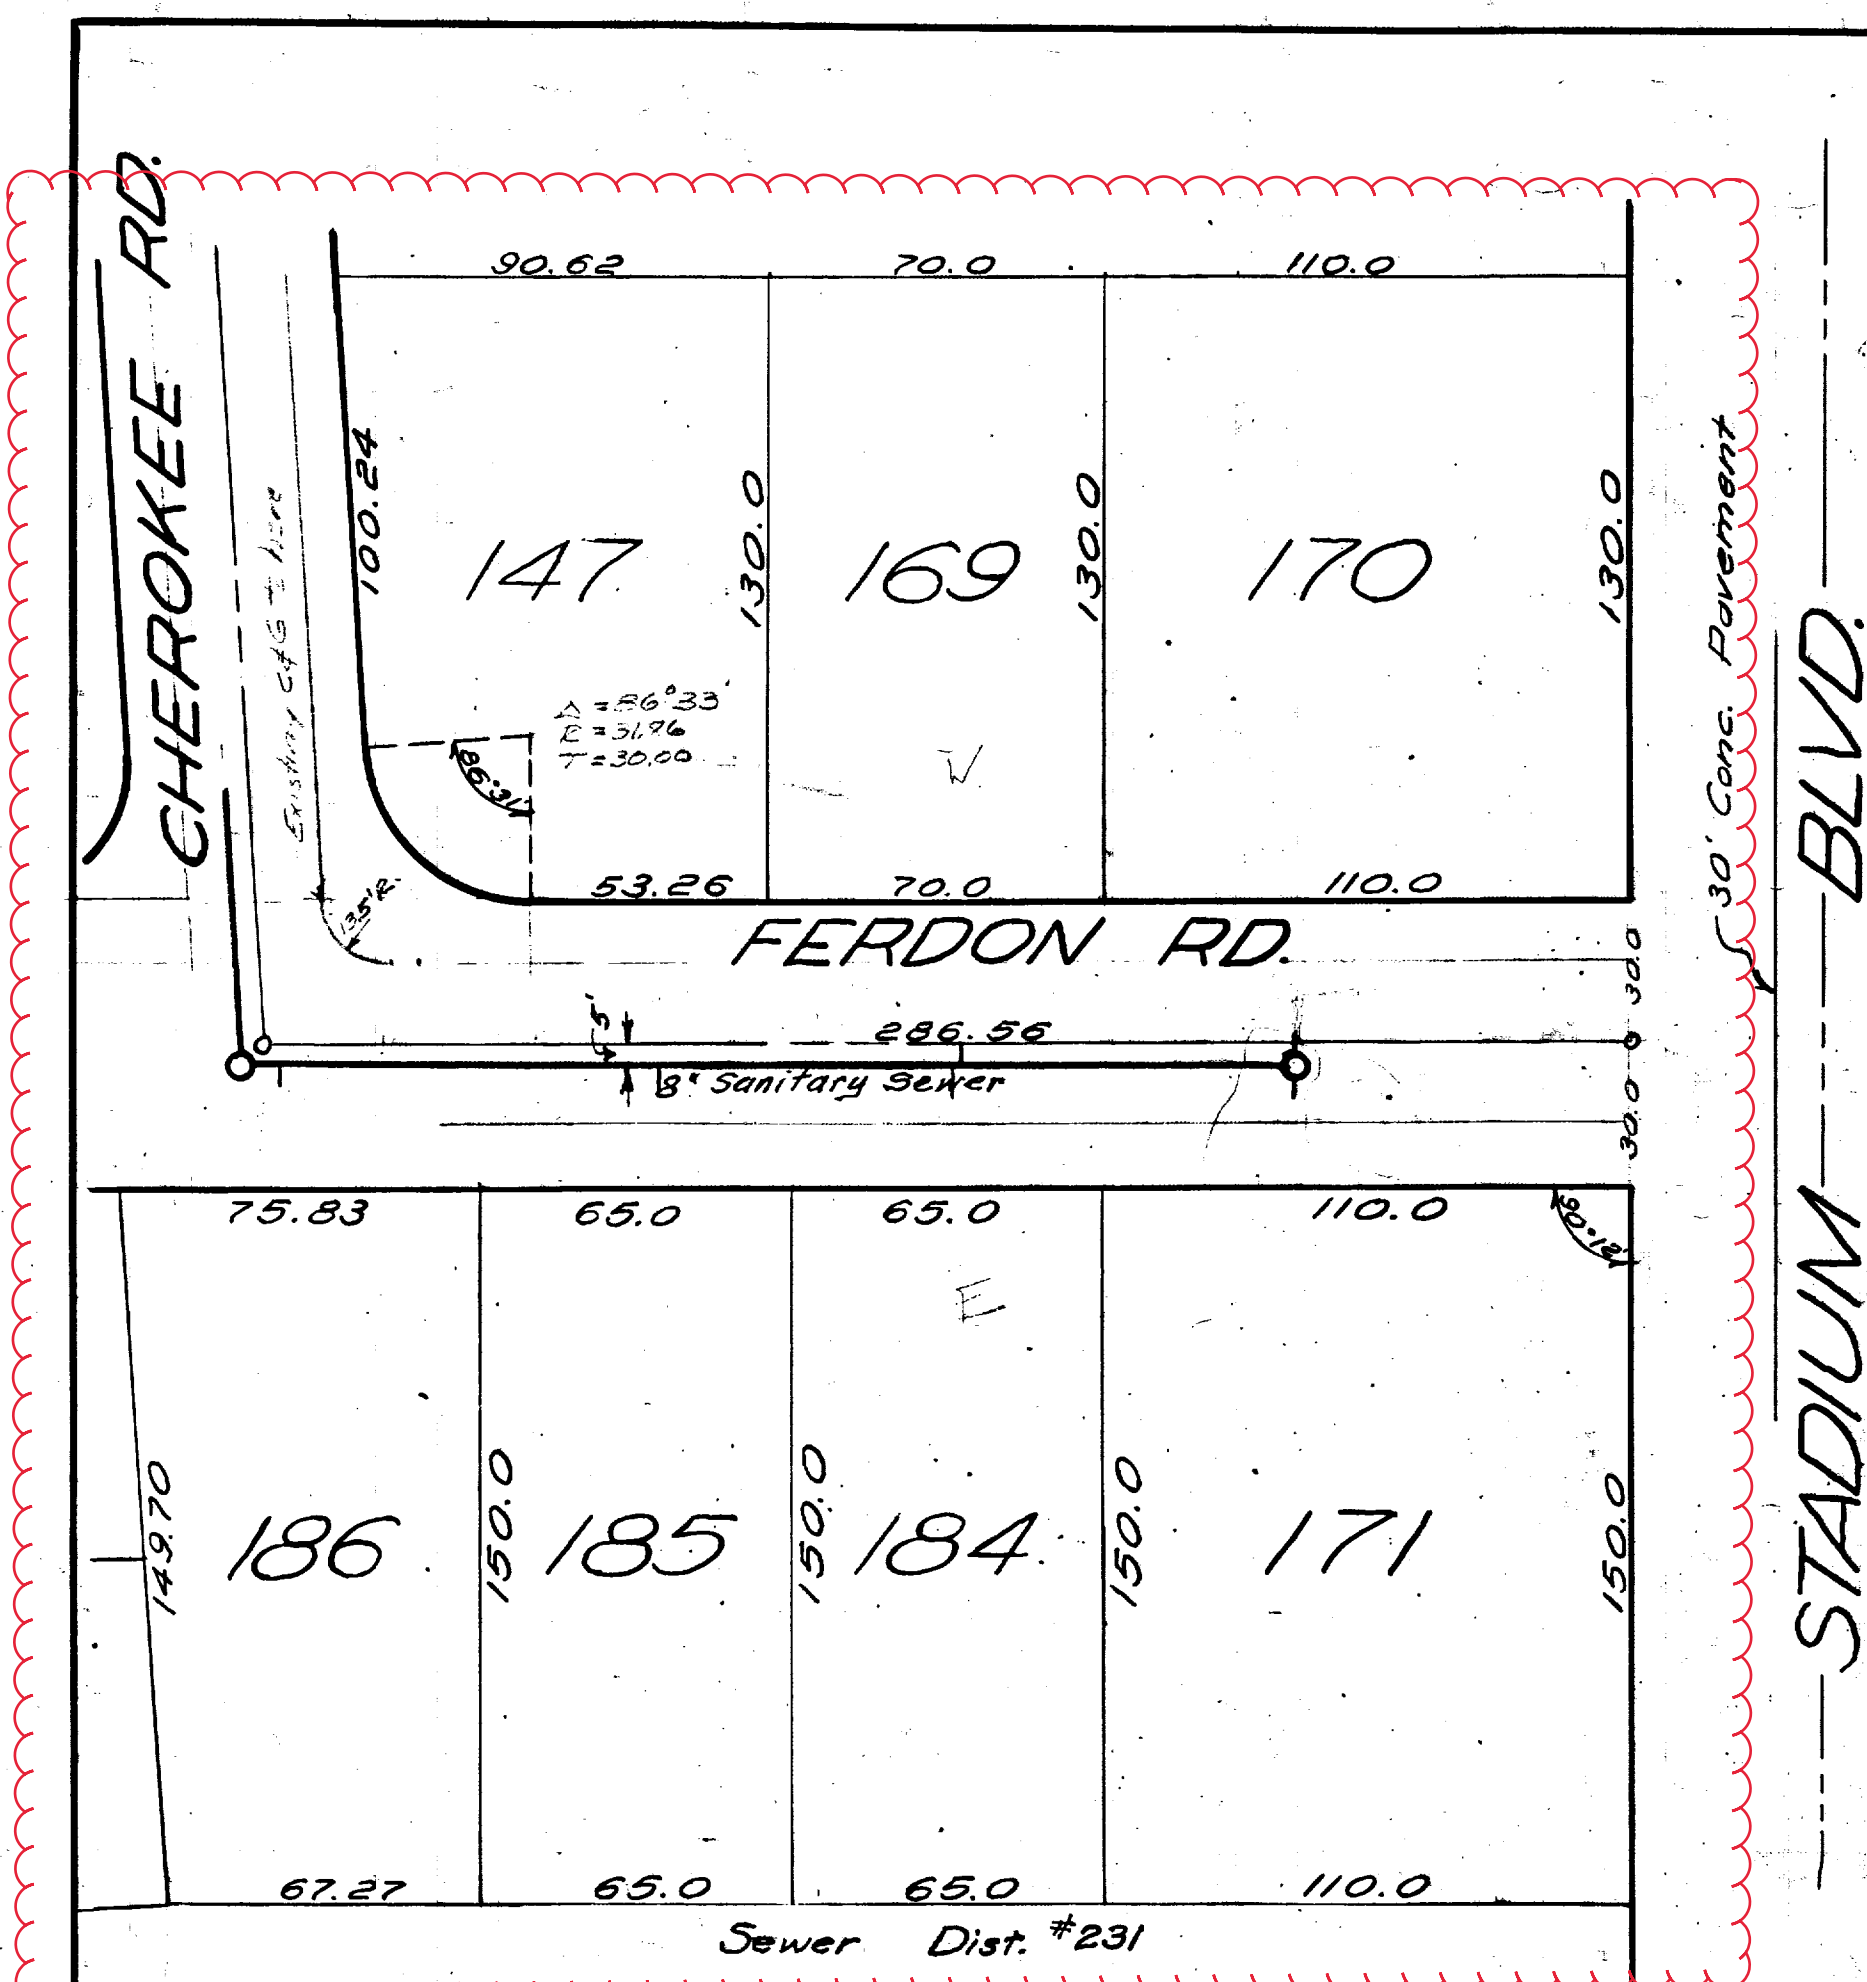 CHEROKEE RD.
90.62
70.0
110.0
100.24
147
130.0
169
130.0
170
130.0
Existing C&G to here
Δ = 86°33'
R = 31.86
T = 30.00
86°31'
W
53.26
70.0
110.0
13.5' R.
FERDON RD.
30' Conc. Pavement
30.0
5'
286.56
8" Sanitary Sewer
30.0
STADIUM BLVD.
75.83
65.0
65.0
110.0
90°12'
E
149.70
186
150.0
185
150.0
184
150.0
171
150.0
67.27
65.0
65.0
110.0
Sewer Dist. #231